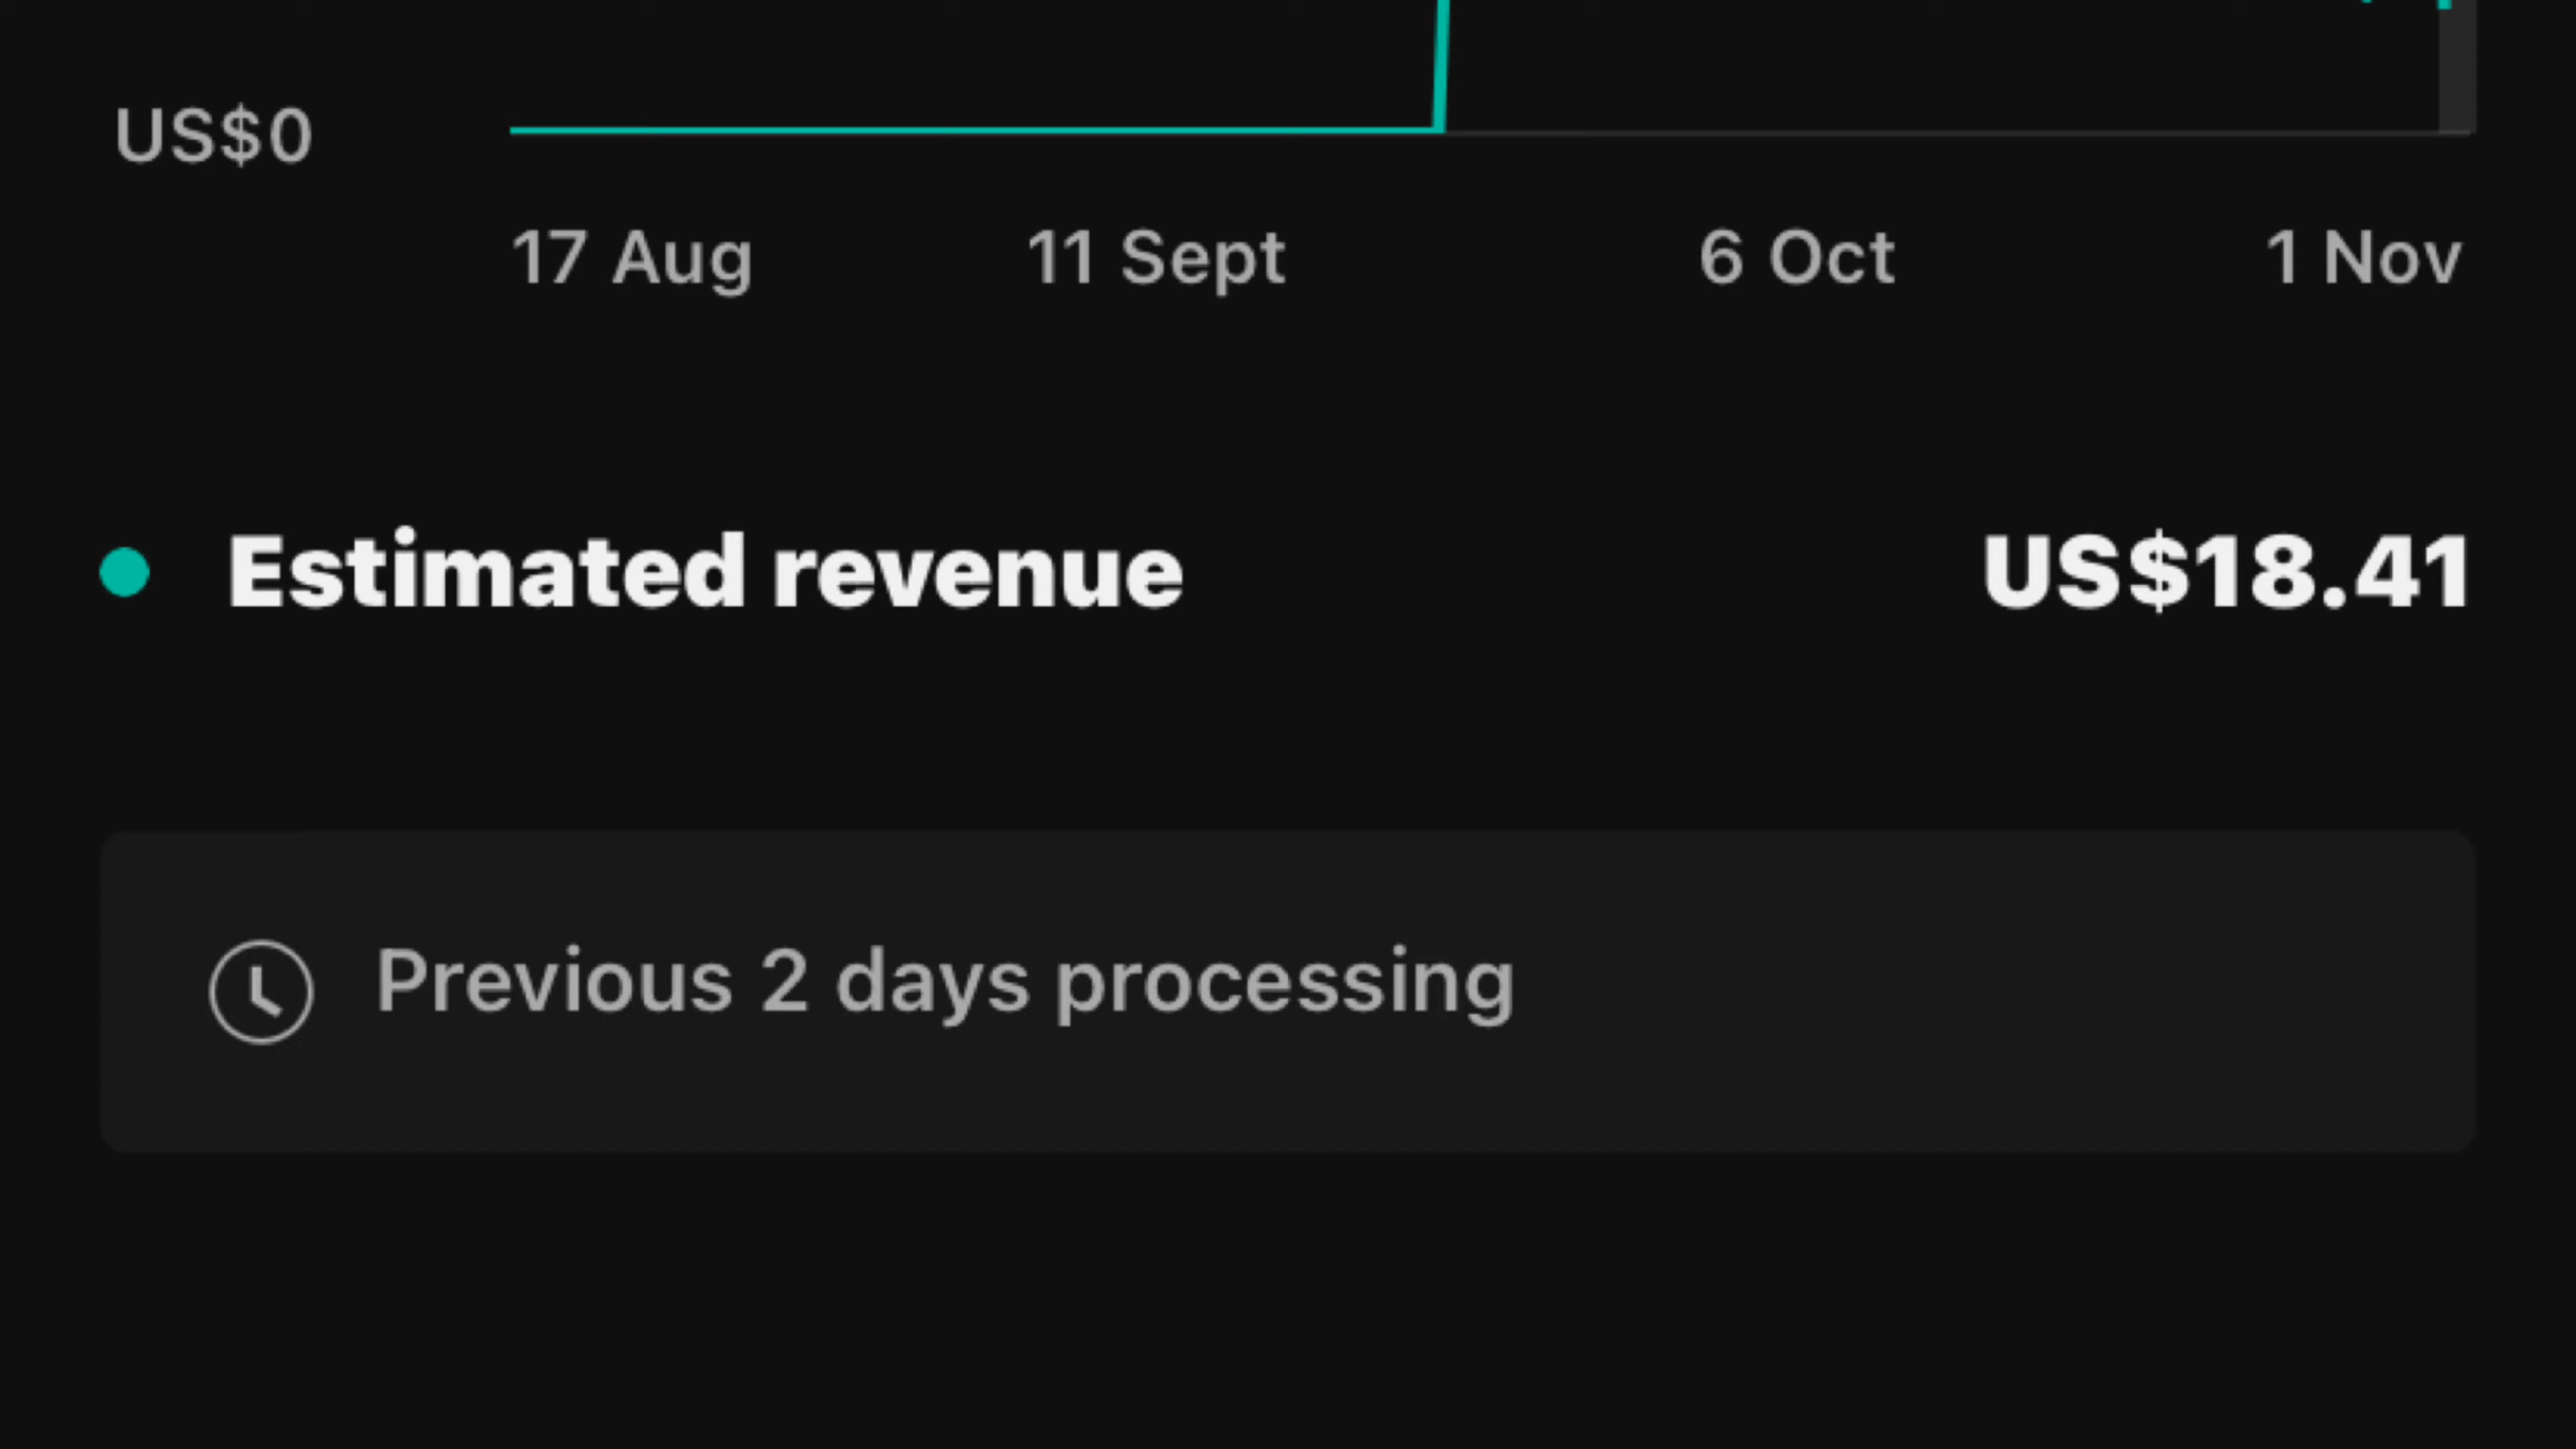 US$0
17 Aug 11 Sept 6 Oct 1 Nov
Estimated revenue US$18.41
Previous 2 days processing